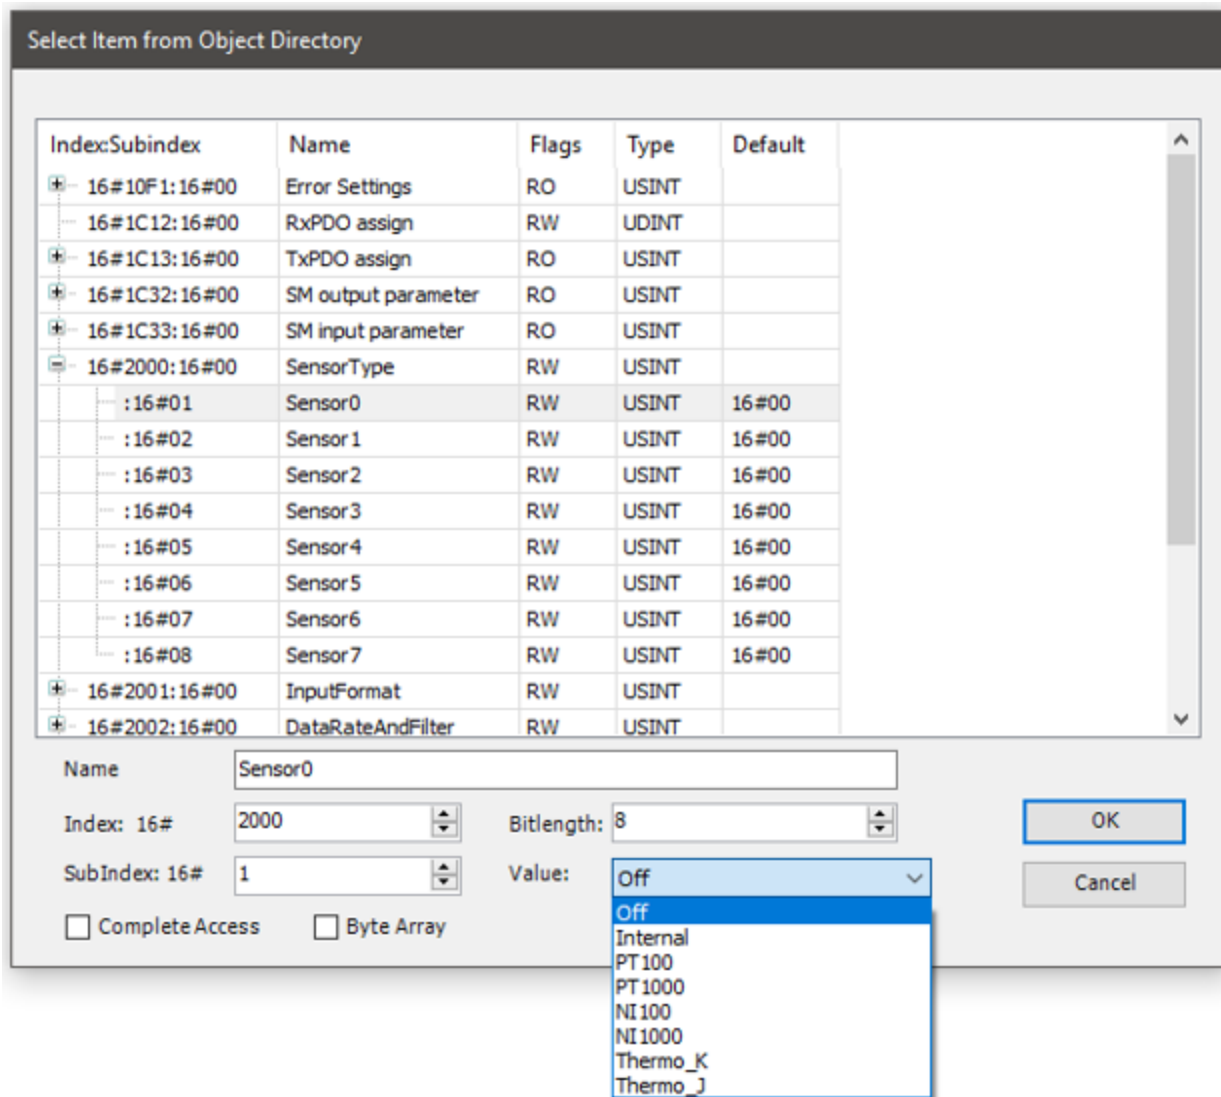 Select Item from Object Directory
Index:Subindex Name Flags Type Default
16#10F1:16#00 Error Settings RO USINT
16#1C12:16#00 RxPDO assign RW UDINT
16#1C13:16#00 TxPDO assign RO USINT
16#1C32:16#00 SM output parameter RO USINT
16#1C33:16#00 SM input parameter RO USINT
16#2000:16#00 SensorType RW USINT
:16#01 Sensor0 RW USINT 16#00
:16#02 Sensor1 RW USINT 16#00
:16#03 Sensor2 RW USINT 16#00
:16#04 Sensor3 RW USINT 16#00
:16#05 Sensor4 RW USINT 16#00
:16#06 Sensor5 RW USINT 16#00
:16#07 Sensor6 RW USINT 16#00
:16#08 Sensor7 RW USINT 16#00
16#2001:16#00 InputFormat RW USINT
16#2002:16#00 DataRateAndFilter RW USINT
Name Sensor0
Index: 16# 2000 Bitlength: 8 OK
SubIndex: 16# 1 Value: Off Cancel
Complete Access Byte Array
Off
Internal
PT100
PT1000
NI100
NI1000
Thermo_K
Thermo_J